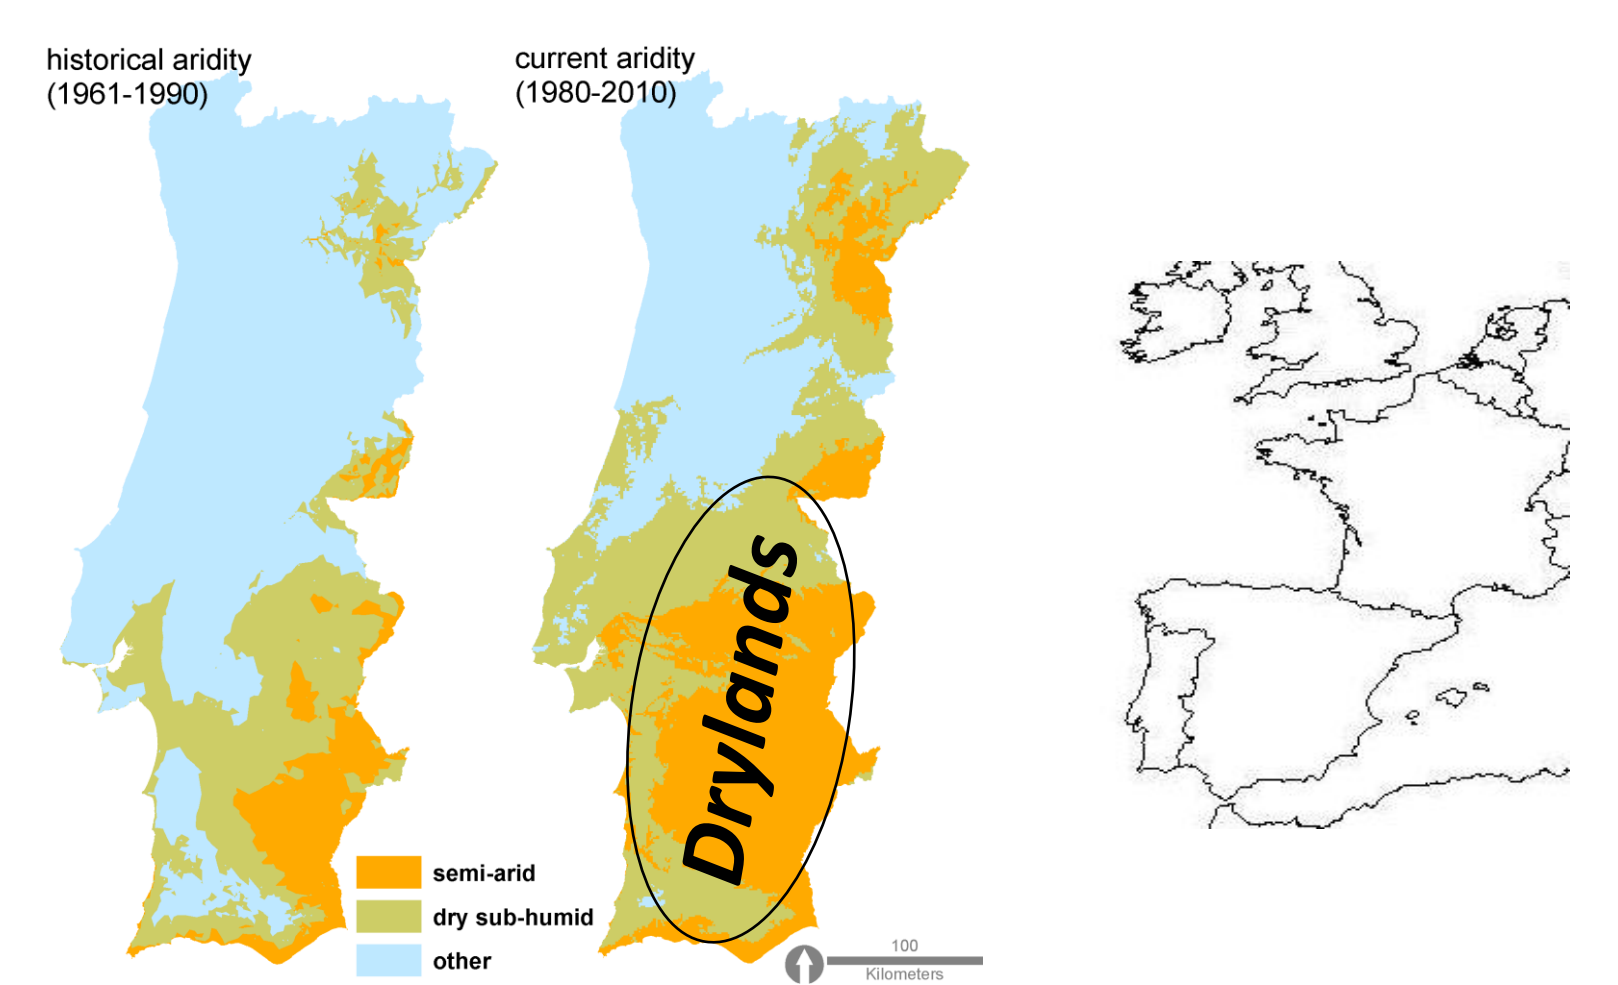 historical aridity
(1961-1990)
current aridity
(1980-2010)
Drylands
semi-arid
dry sub-humid
other
100
Kilometers